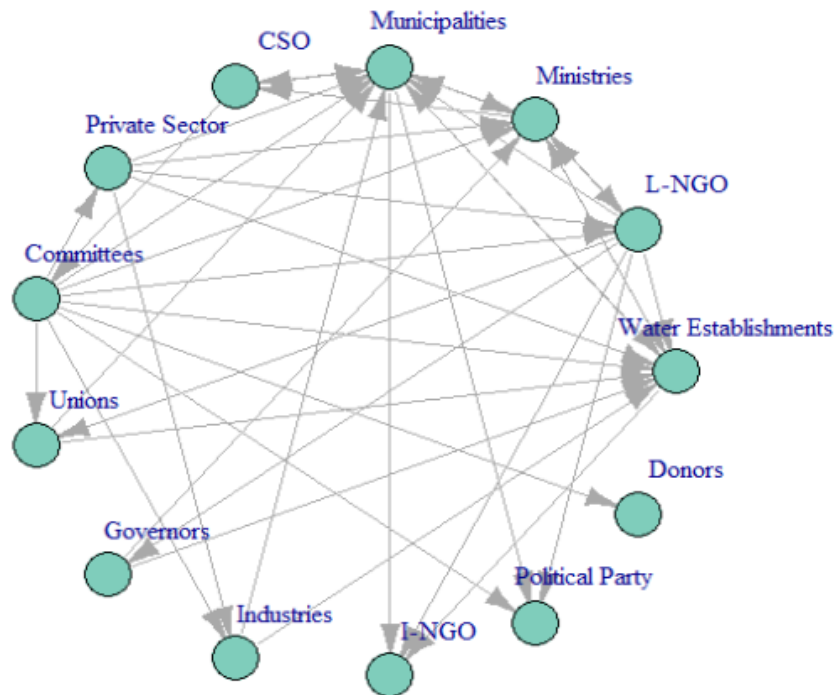 Municipalities
CSO
Ministries
Private Sector
L-NGO
Committees
Water Establishments
Unions
Donors
Governors
Political Party
Industries
I-NGO